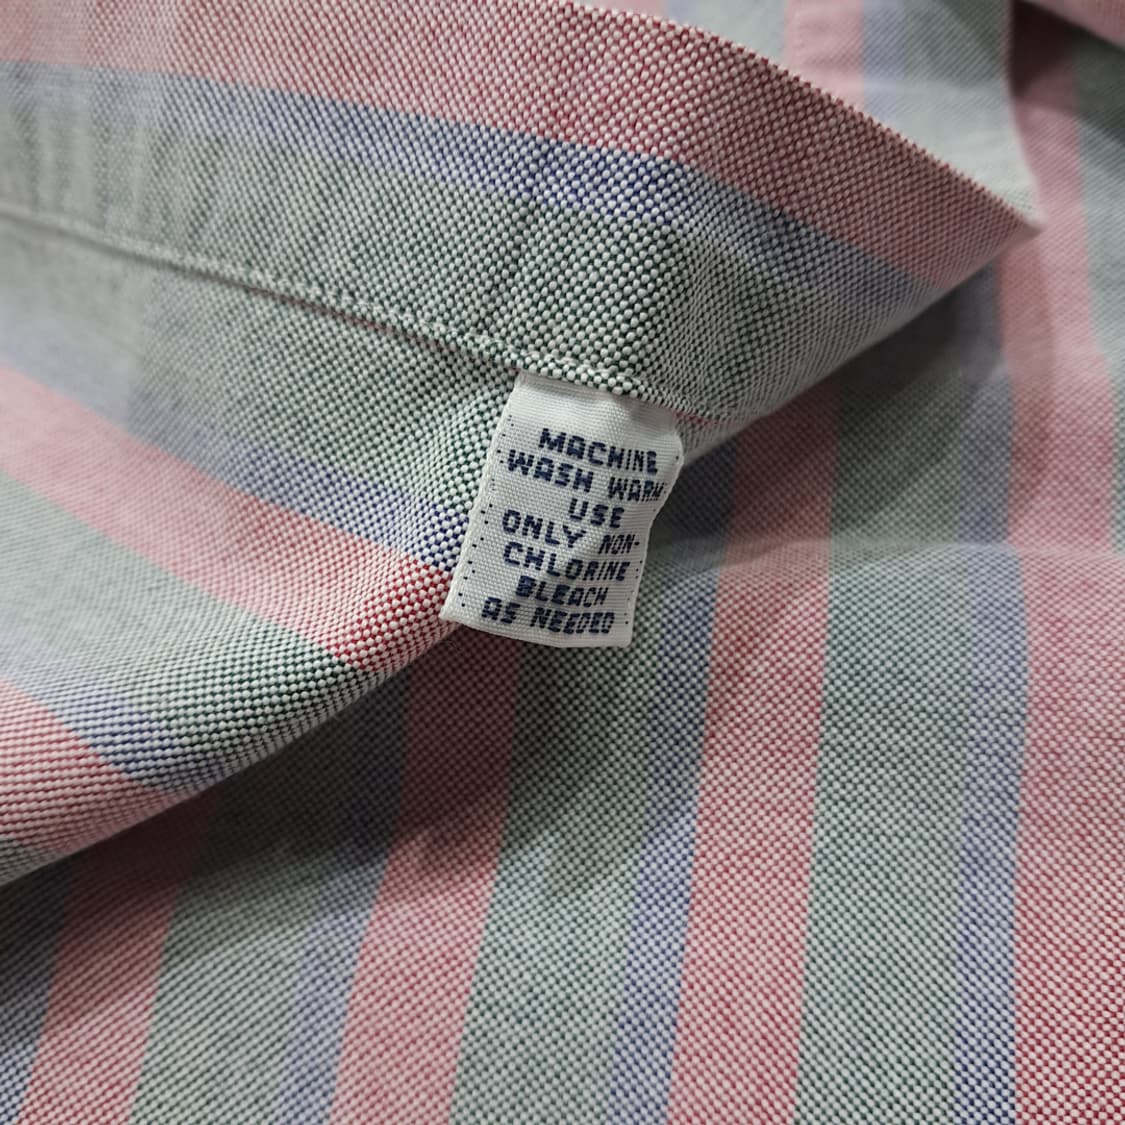 MACHINE
WASH WARM
USE
ONLY NON-
CHLORINE
BLEACH
AS NEEDED